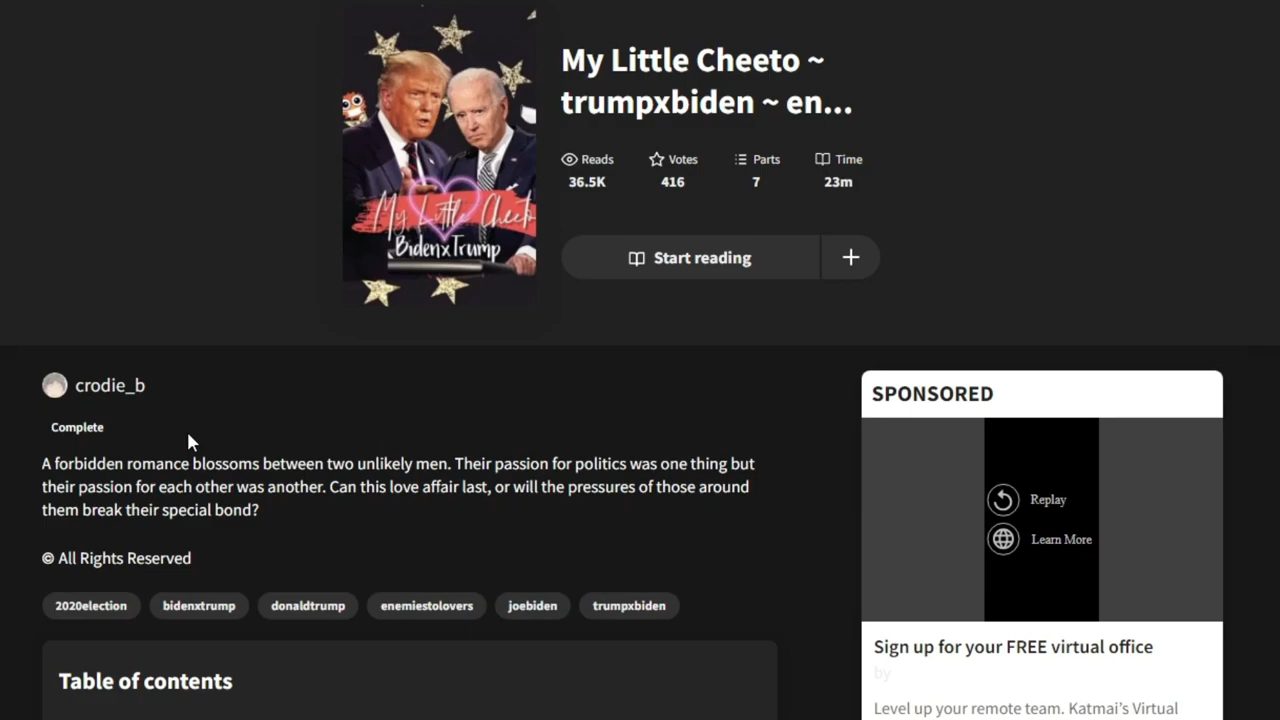 My Little Cheeto ~
trumpxbiden ~ en...
Reads
Votes
Parts
Time
36.5K
416
7
23m
My Little Cheeto
BidenxTrump
Start reading
crodie_b
Complete
A forbidden romance blossoms between two unlikely men. Their passion for politics was one thing but
their passion for each other was another. Can this love affair last, or will the pressures of those around
them break their special bond?
© All Rights Reserved
2020election
bidenxtrump
donaldtrump
enemiestolovers
joebiden
trumpxbiden
Table of contents
SPONSORED
Replay
Learn More
Sign up for your FREE virtual office
by
Level up your remote team. Katmai's Virtual